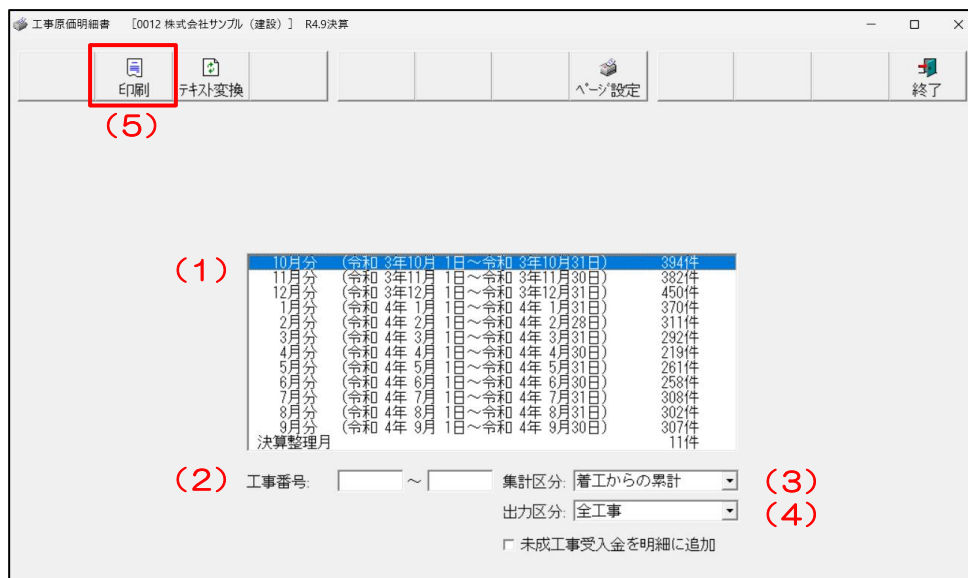 工事原価明細書 [0012 株式会社サンプル（建設）] R4.9決算
印刷 テキスト変換 ページ設定 終了
（5）
（1）
10月分 (令和 3年10月 1日～令和 3年10月31日) 394件
11月分 (令和 3年11月 1日～令和 3年11月30日) 382件
12月分 (令和 3年12月 1日～令和 3年12月31日) 450件
1月分 (令和 4年 1月 1日～令和 4年 1月31日) 370件
2月分 (令和 4年 2月 1日～令和 4年 2月28日) 311件
3月分 (令和 4年 3月 1日～令和 4年 3月31日) 292件
4月分 (令和 4年 4月 1日～令和 4年 4月30日) 219件
5月分 (令和 4年 5月 1日～令和 4年 5月31日) 261件
6月分 (令和 4年 6月 1日～令和 4年 6月30日) 258件
7月分 (令和 4年 7月 1日～令和 4年 7月31日) 308件
8月分 (令和 4年 8月 1日～令和 4年 8月31日) 302件
9月分 (令和 4年 9月 1日～令和 4年 9月30日) 307件
決算整理月 11件
（2） 工事番号: ～ 集計区分: 着工からの累計 （3）
出力区分: 全工事 （4）
未成工事受入金を明細に追加